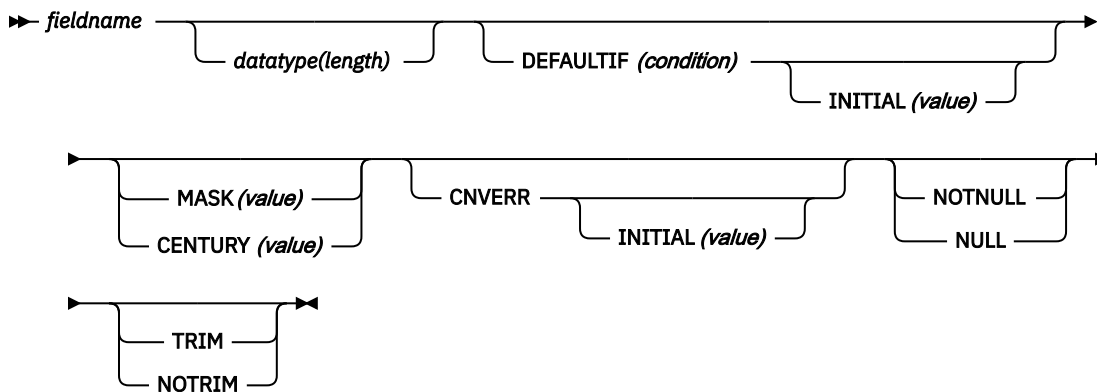 fieldname
datatype(length)
DEFAULTIF (condition)
INITIAL (value)
MASK (value)
CENTURY (value)
CNVERR
INITIAL (value)
NOTNULL
NULL
TRIM
NOTRIM